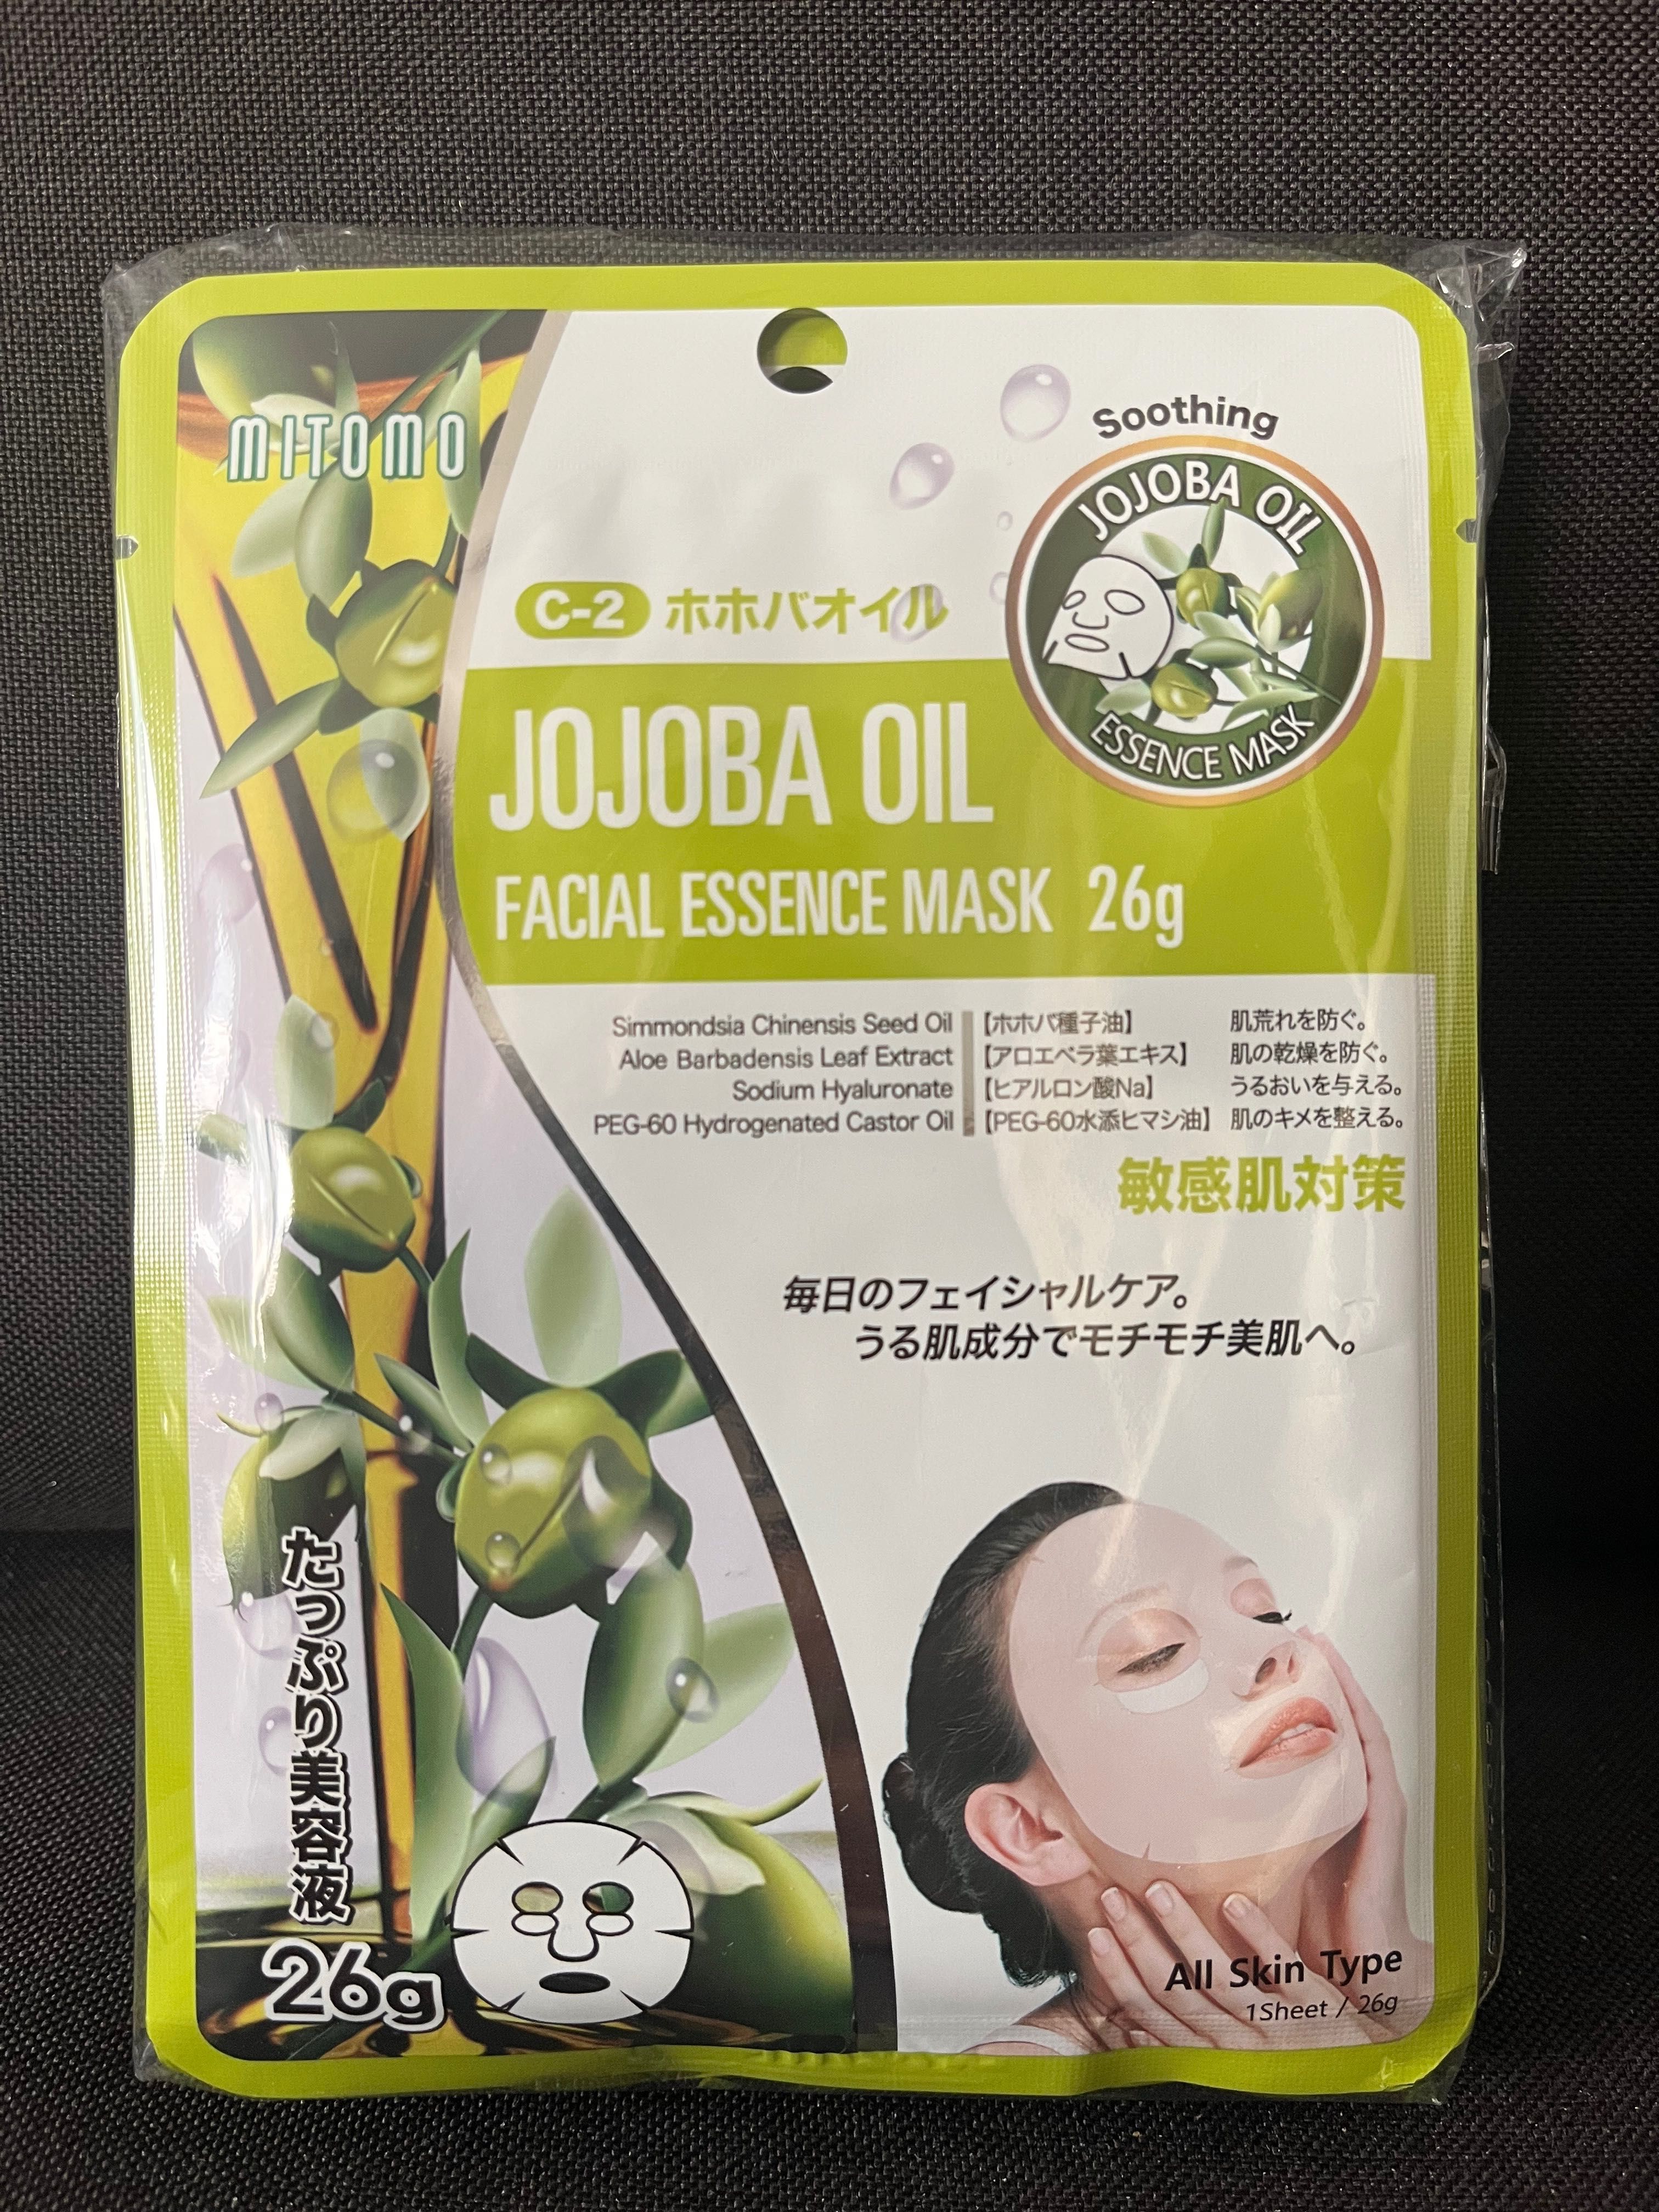 MITOMO
Soothing
JOJOBA OIL
ESSENCE MASK
C-2 ホホバオイル
JOJOBA OIL
FACIAL ESSENCE MASK 26g
Simmondsia Chinensis Seed Oil 【ホホバ種子油】 肌荒れを防ぐ。
Aloe Barbadensis Leaf Extract 【アロエベラ葉エキス】 肌の乾燥を防ぐ。
Sodium Hyaluronate 【ヒアルロン酸Na】 うるおいを与える。
PEG-60 Hydrogenated Castor Oil 【PEG-60水添ヒマシ油】 肌のキメを整える。
敏感肌対策
毎日のフェイシャルケア。
うる肌成分でモチモチ美肌へ。
たっぷり美容液
26g
All Skin Type
1Sheet / 26g